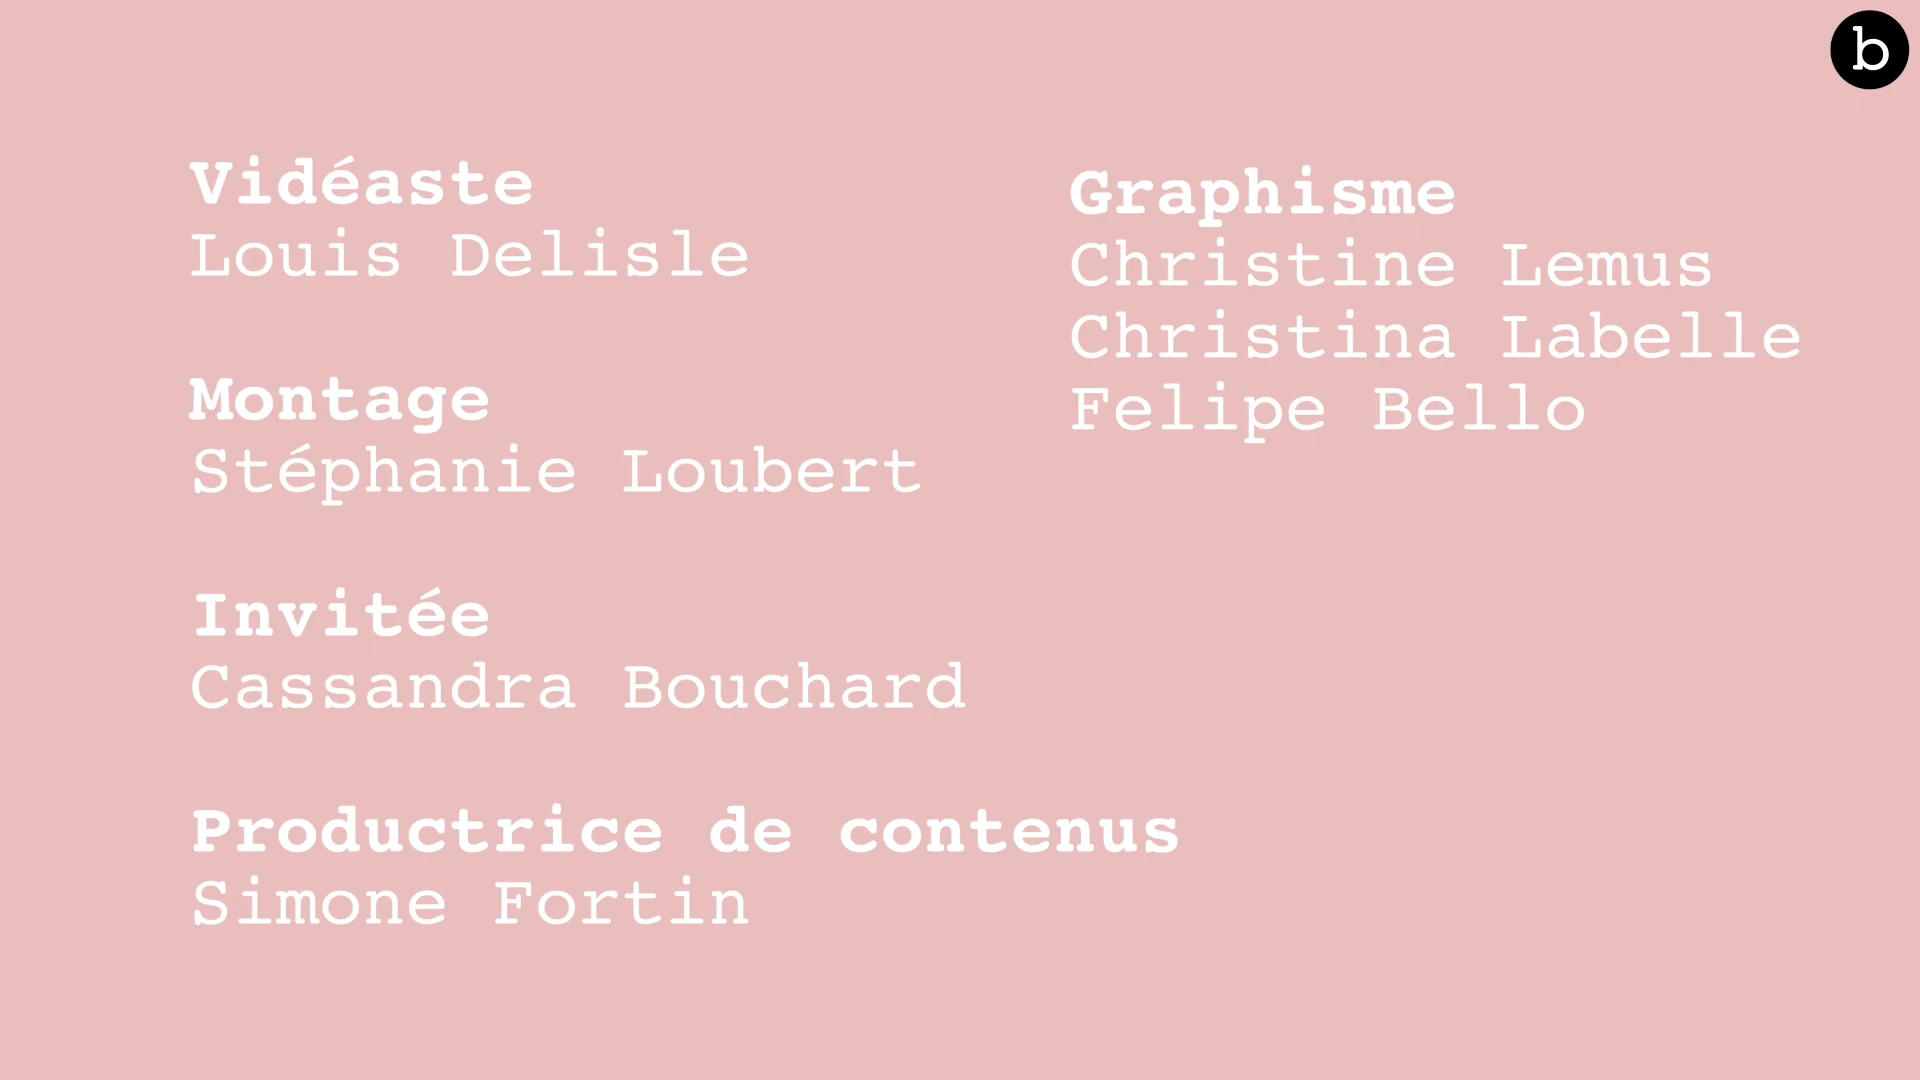 b
Vidéaste
Louis Delisle
Montage
Stéphanie Loubert
Invitée
Cassandra Bouchard
Productrice de contenus
Simone Fortin
Graphisme
Christine Lemus
Christina Labelle
Felipe Bello